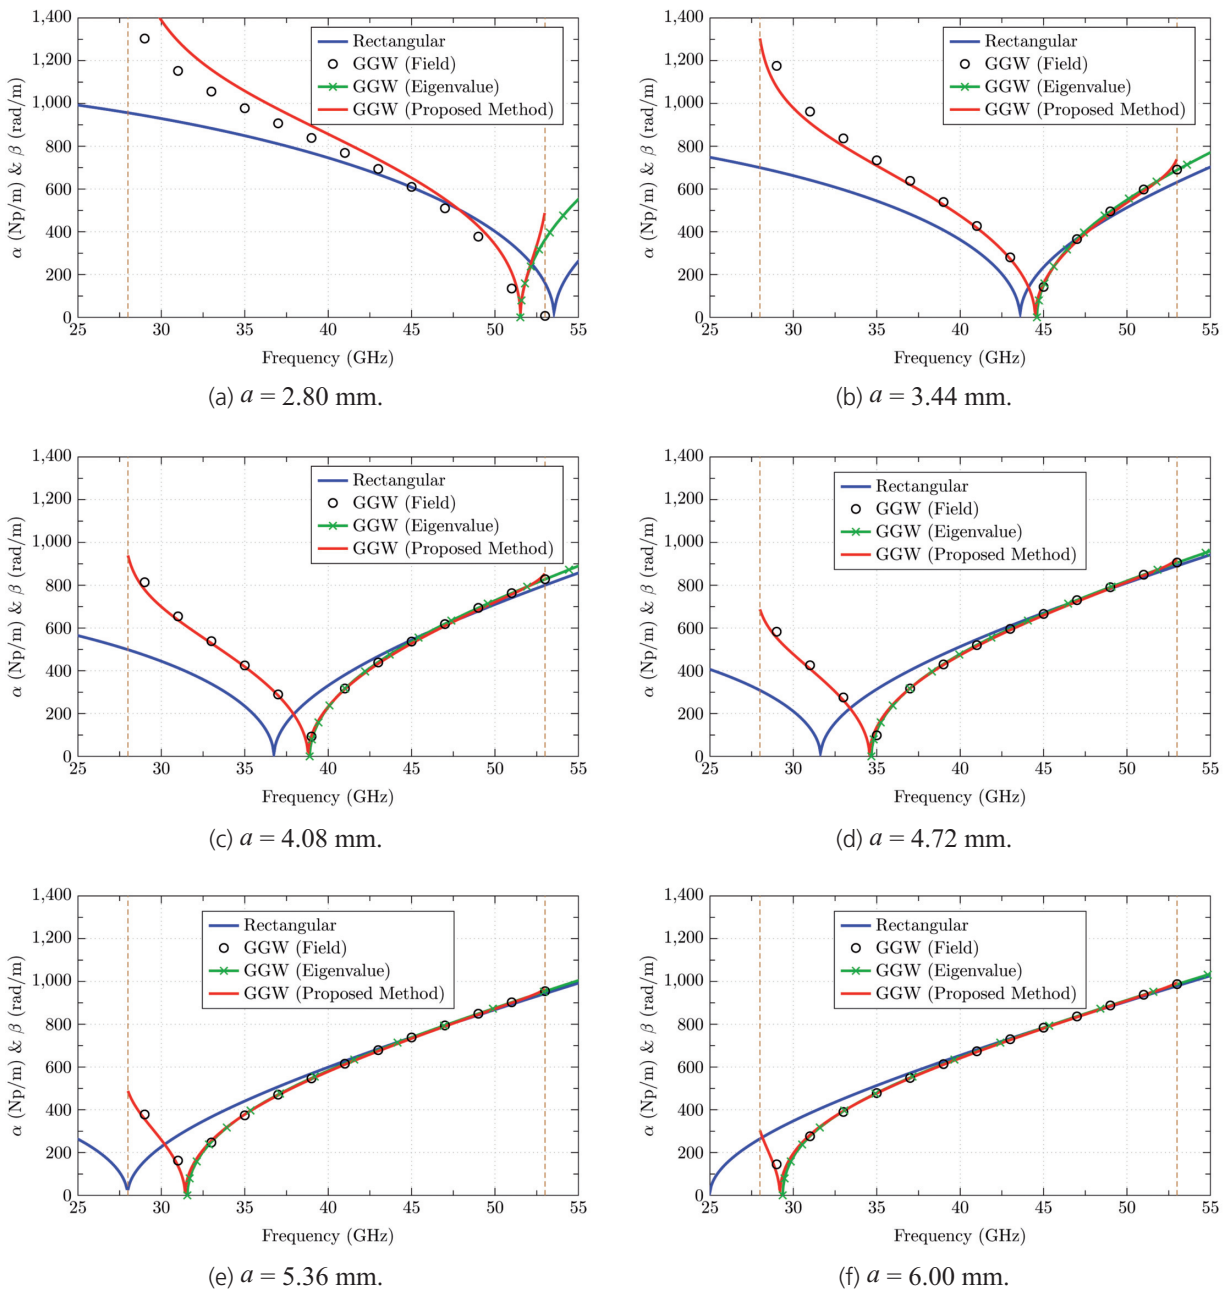 1,400
1,200
1,000
800
600
400
200
0
α (Np/m) & β (rad/m)
Rectangular
GGW (Field)
GGW (Eigenvalue)
GGW (Proposed Method)
25 30 35 40 45 50 55
Frequency (GHz)
(a) a = 2.80 mm.
1,400
1,200
1,000
800
600
400
200
0
α (Np/m) & β (rad/m)
Rectangular
GGW (Field)
GGW (Eigenvalue)
GGW (Proposed Method)
25 30 35 40 45 50 55
Frequency (GHz)
(b) a = 3.44 mm.
1,400
1,200
1,000
800
600
400
200
0
α (Np/m) & β (rad/m)
Rectangular
GGW (Field)
GGW (Eigenvalue)
GGW (Proposed Method)
25 30 35 40 45 50 55
Frequency (GHz)
(c) a = 4.08 mm.
1,400
1,200
1,000
800
600
400
200
0
α (Np/m) & β (rad/m)
Rectangular
GGW (Field)
GGW (Eigenvalue)
GGW (Proposed Method)
25 30 35 40 45 50 55
Frequency (GHz)
(d) a = 4.72 mm.
1,400
1,200
1,000
800
600
400
200
0
α (Np/m) & β (rad/m)
Rectangular
GGW (Field)
GGW (Eigenvalue)
GGW (Proposed Method)
25 30 35 40 45 50 55
Frequency (GHz)
(e) a = 5.36 mm.
1,400
1,200
1,000
800
600
400
200
0
α (Np/m) & β (rad/m)
Rectangular
GGW (Field)
GGW (Eigenvalue)
GGW (Proposed Method)
25 30 35 40 45 50 55
Frequency (GHz)
(f) a = 6.00 mm.